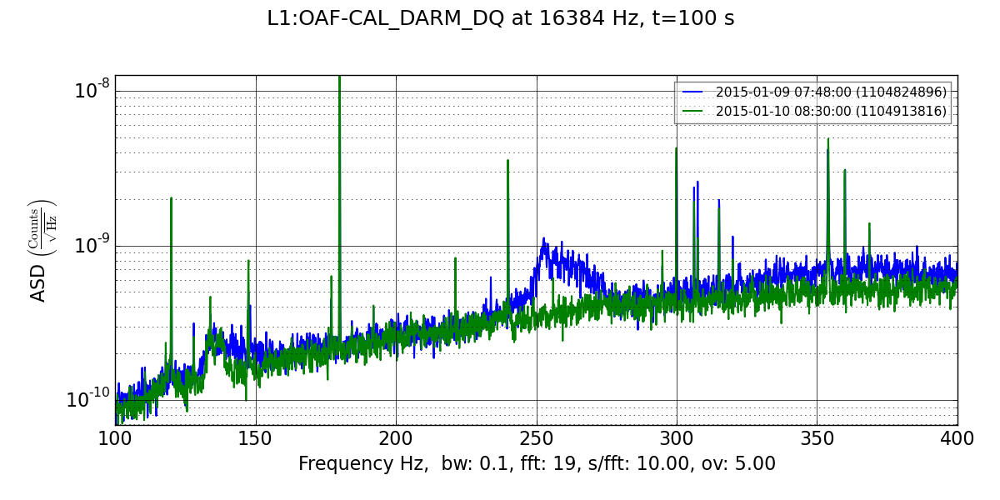 L1:OAF-CAL_DARM_DQ at 16384 Hz, t=100 s
10^-8
10^-9
10^-10
ASD (Counts/√Hz)
2015-01-09 07:48:00 (1104824896)
2015-01-10 08:30:00 (1104913816)
100 150 200 250 300 350 400
Frequency Hz, bw: 0.1, fft: 19, s/fft: 10.00, ov: 5.00